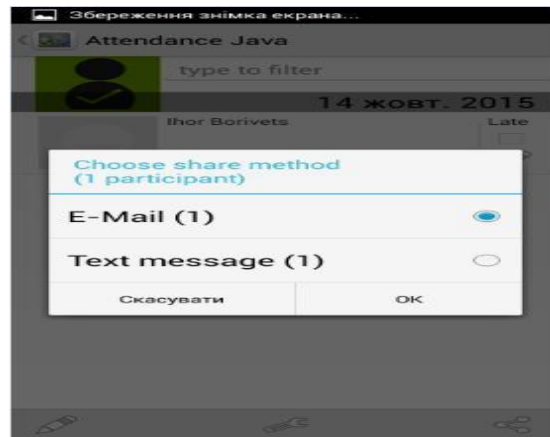 Збереження знімка екрана...
Attendance Java
type to filter
14 жовт. 2015
Ihor Borivets
Late
Choose share method
(1 participant)
E-Mail (1)
Text message (1)
Скасувати
ОК